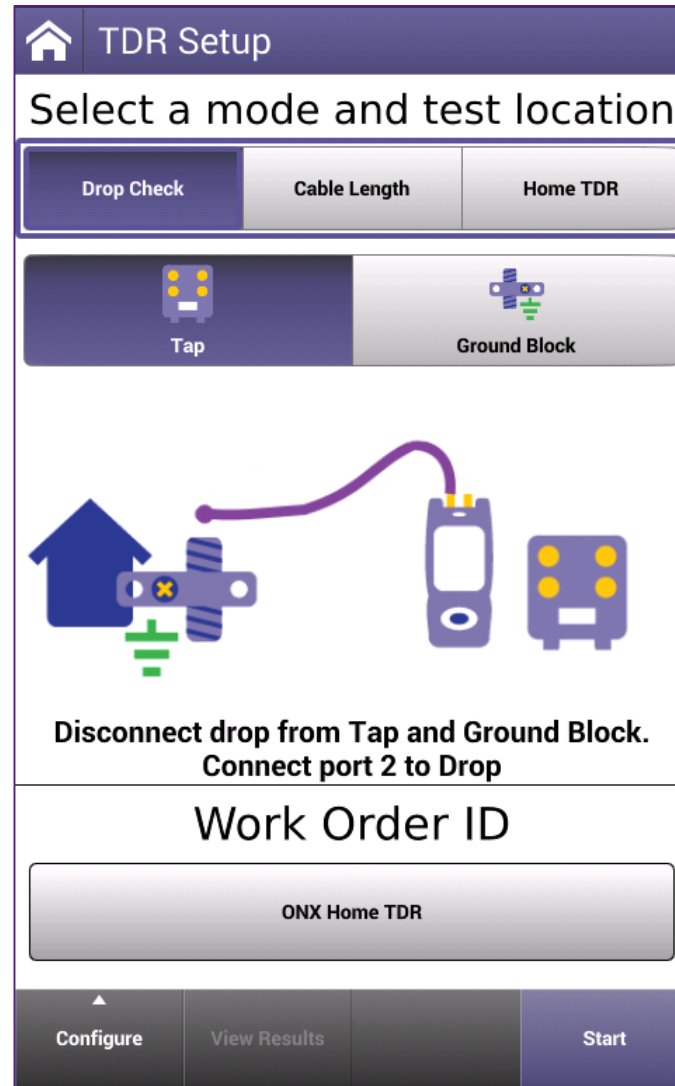 TDR Setup
Select a mode and test location
Drop Check
Cable Length
Home TDR
Tap
Ground Block
Disconnect drop from Tap and Ground Block.
Connect port 2 to Drop
Work Order ID
ONX Home TDR
Configure
View Results
Start